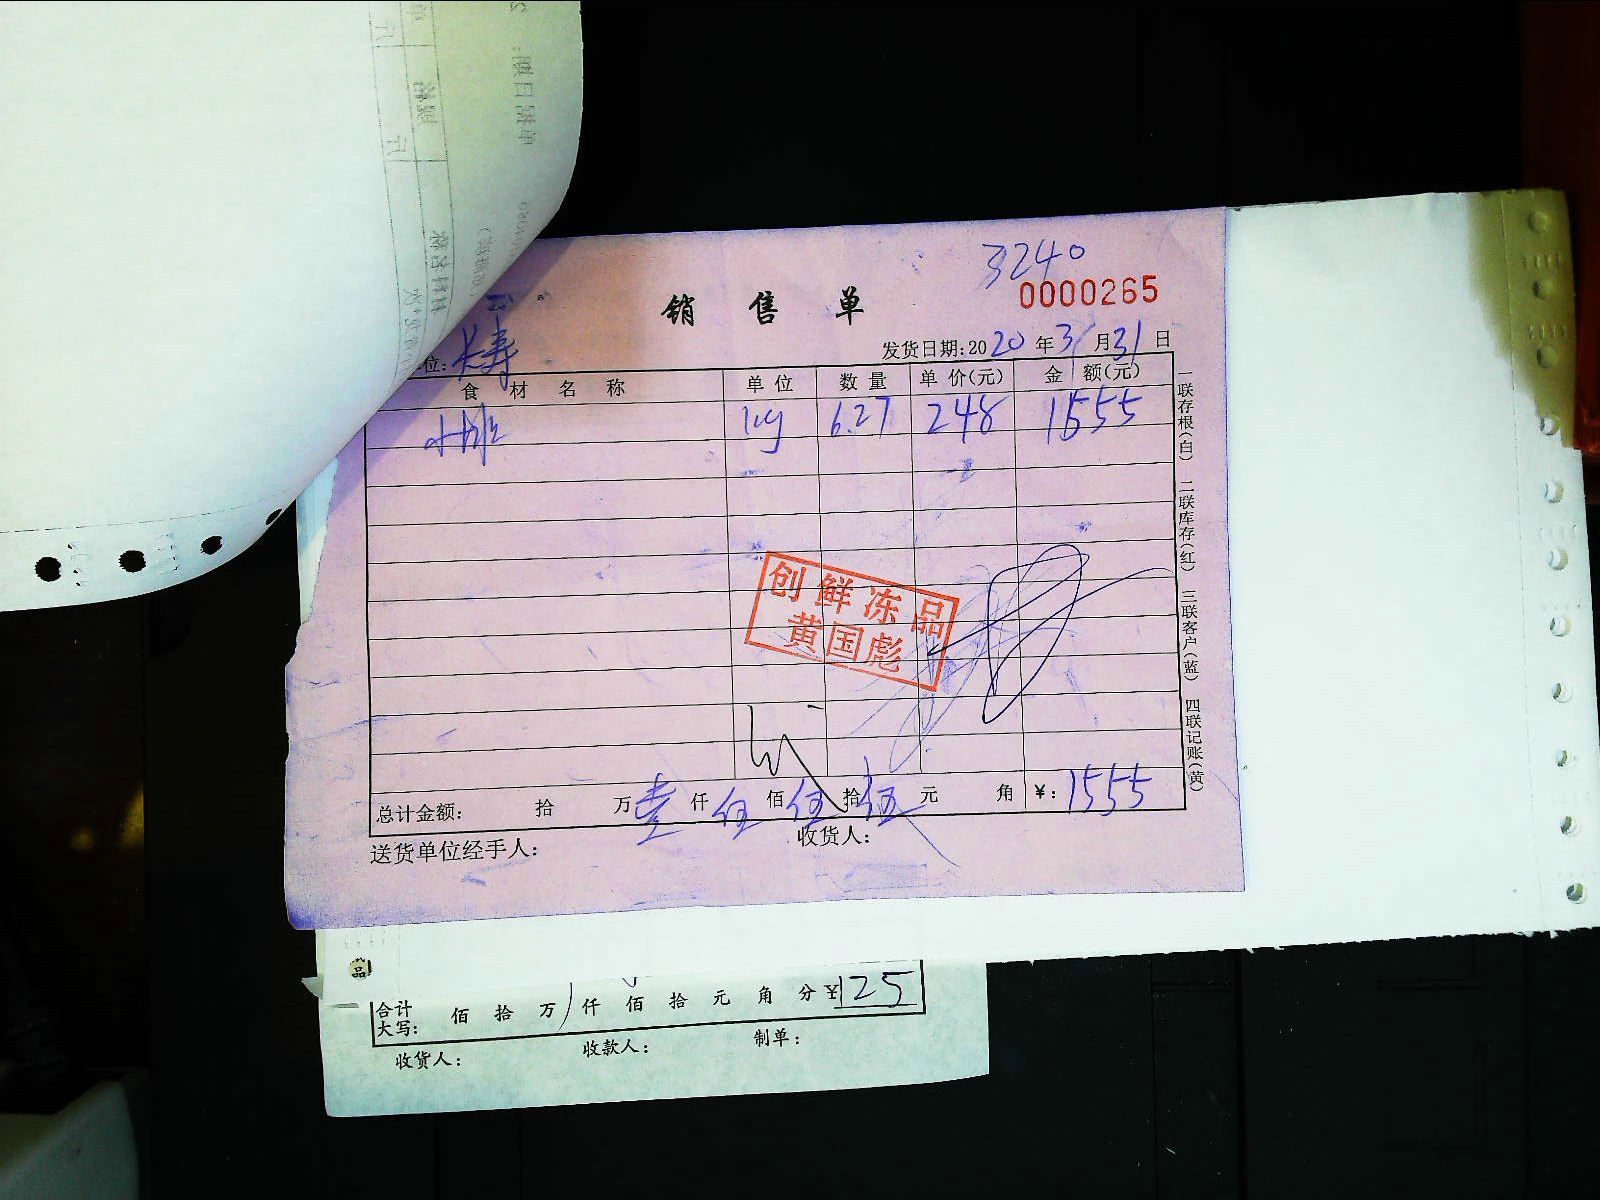 3240
销售单
0000265
位：长寿
发货日期：2020年3月31日
食材名称 单位 数量 单价(元) 金额(元)
kg 6.27 248 1555
创鲜冻品
黄国彪
总计金额： 拾 万壹仟伍佰伍拾伍元 角 ¥：1555
送货单位经手人： 收货人：
一联存根(白) 二联库存(红) 三联客户(蓝) 四联记账(黄)
品
合计
大写： 佰拾万仟佰拾元角分¥125
收货人： 收款人： 制单：